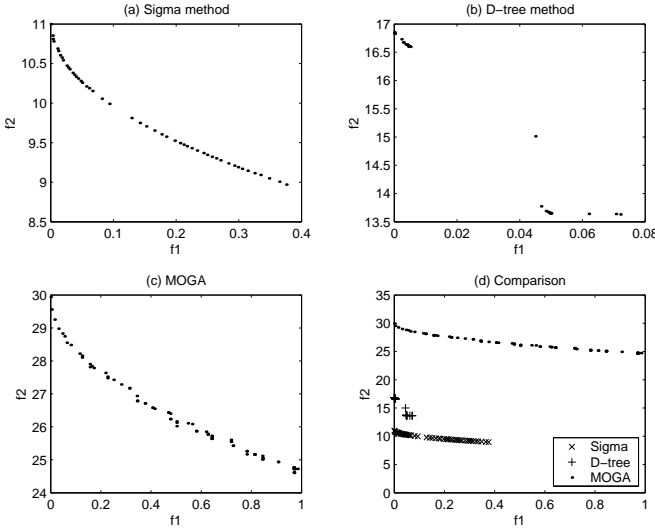 (a) Sigma method
11
10.5
10
9.5
9
8.5
f2
0 0.1 0.2 0.3 0.4
f1
(b) D-tree method
17
16.5
16
15.5
15
14.5
14
13.5
f2
0 0.02 0.04 0.06 0.08
f1
(c) MOGA
30
29
28
27
26
25
24
f2
0 0.2 0.4 0.6 0.8 1
f1
(d) Comparison
35
30
25
20
15
10
5
0
f2
0 0.2 0.4 0.6 0.8 1
f1
Sigma
D-tree
MOGA